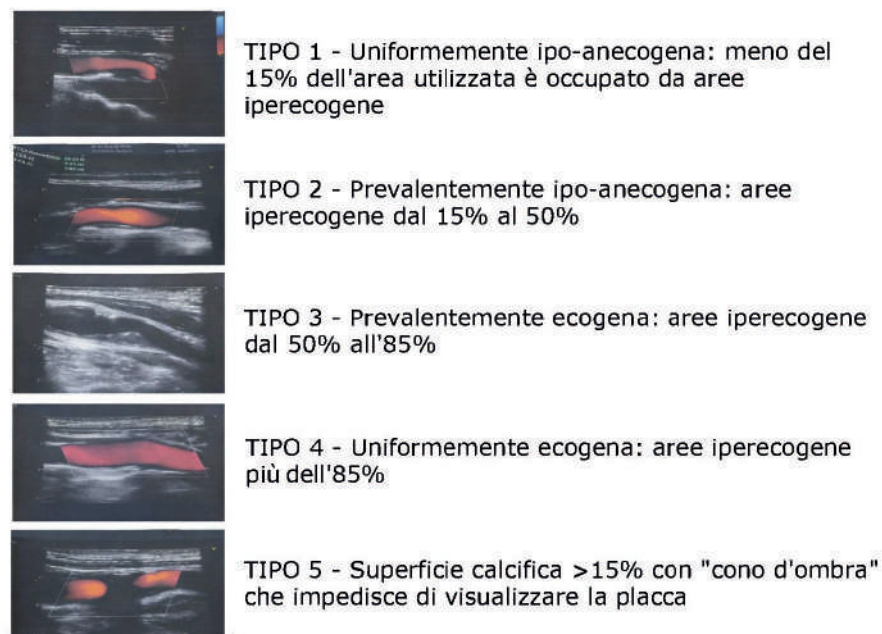 TIPO 1 - Uniformemente ipo-anecogena: meno del
15% dell'area utilizzata è occupato da aree
iperecogene
TIPO 2 - Prevalentemente ipo-anecogena: aree
iperecogene dal 15% al 50%
TIPO 3 - Prevalentemente ecogena: aree iperecogene
dal 50% all'85%
TIPO 4 - Uniformemente ecogena: aree iperecogene
più dell'85%
TIPO 5 - Superficie calcifica >15% con "cono d'ombra"
che impedisce di visualizzare la placca